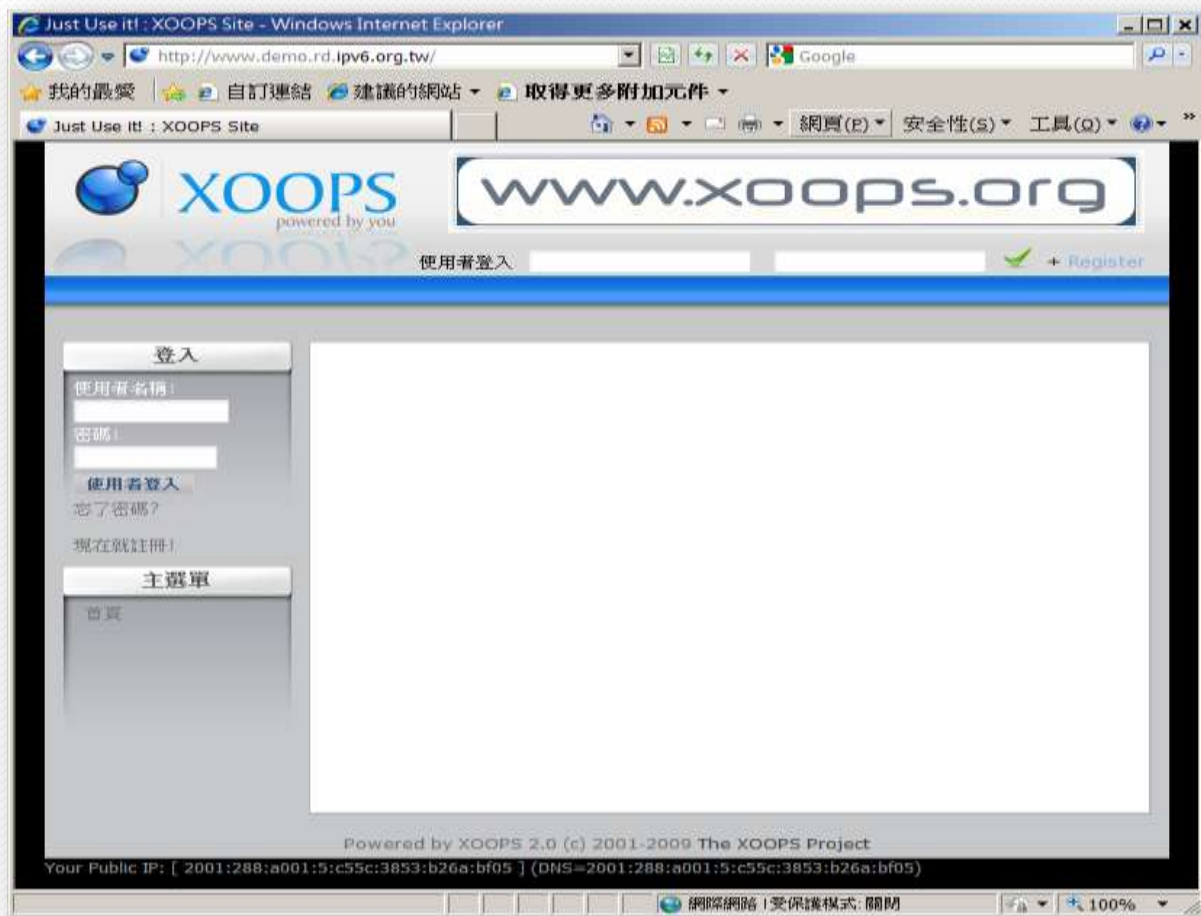 Just Use it! : XOOPS Site - Windows Internet Explorer
http://www.demo.rd.ipv6.org.tw/
Google
我的最愛 自訂連結 建議的網站 取得更多附加元件
Just Use it! : XOOPS Site
網頁(P) 安全性(S) 工具(O) »
XOOPS
powered by you
www.xoops.org
使用者登入
+ Register
登入
使用者名稱:
密碼:
使用者登入
忘了密碼?
現在就註冊!
主選單
首頁
Powered by XOOPS 2.0 (c) 2001-2009 The XOOPS Project
Your Public IP: [ 2001:288:a001:5:c55c:3853:b26a:bf05 ] (DNS=2001:288:a001:5:c55c:3853:b26a:bf05)
網際網路 | 受保護模式: 關閉
100%